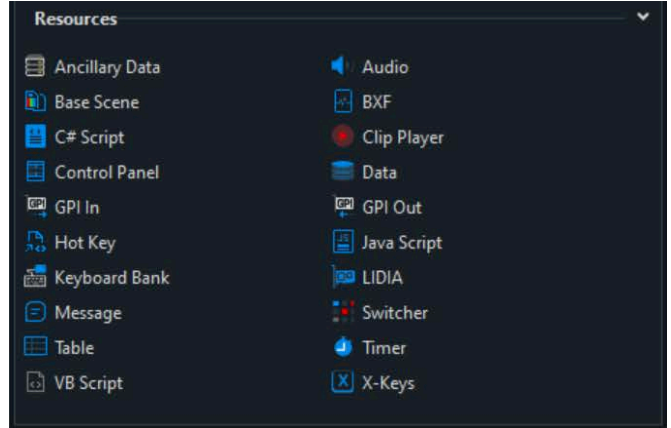 Resources
Ancillary Data
Audio
Base Scene
BXF
C# Script
Clip Player
Control Panel
Data
GPI In
GPI Out
Hot Key
Java Script
Keyboard Bank
LIDIA
Message
Switcher
Table
Timer
VB Script
X-Keys